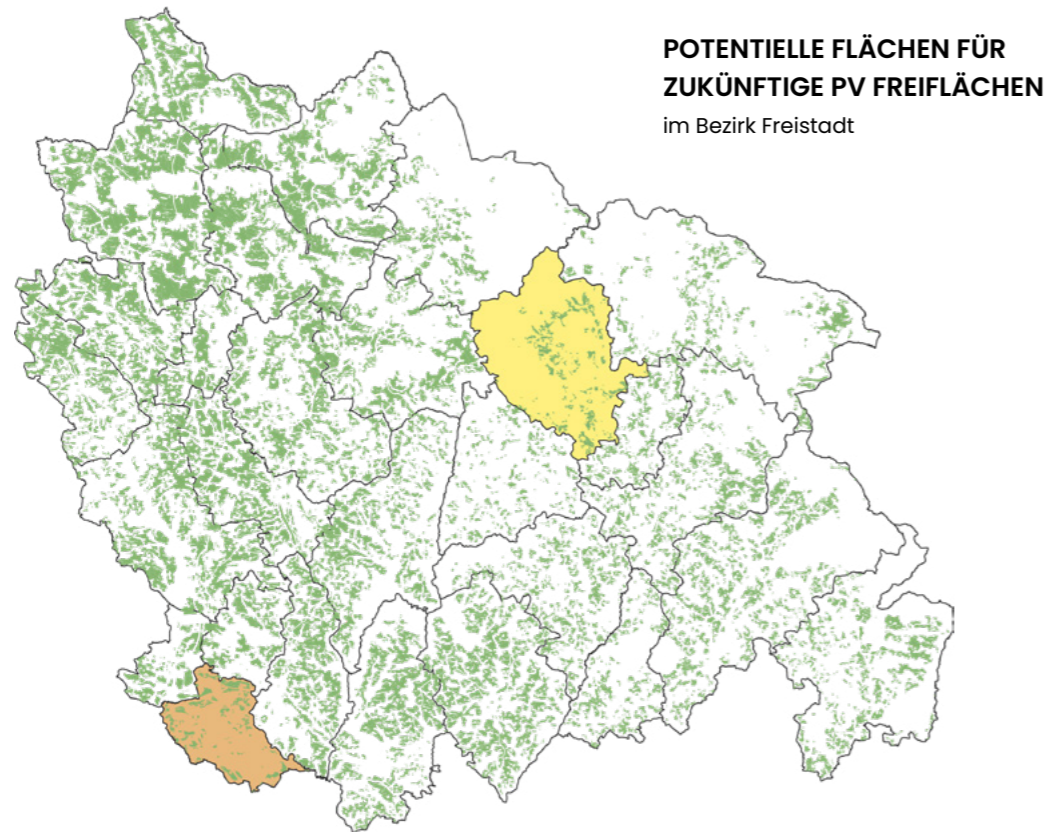 POTENTIELLE FLÄCHEN FÜR
ZUKÜNFTIGE PV FREIFLÄCHEN
im Bezirk Freistadt